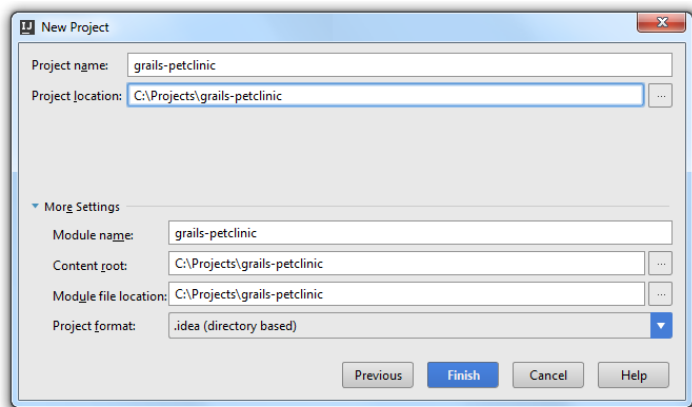 New Project
Project name: grails-petclinic
Project location: C:\Projects\grails-petclinic ...
More Settings
Module name: grails-petclinic
Content root: C:\Projects\grails-petclinic ...
Module file location: C:\Projects\grails-petclinic ...
Project format: .idea (directory based)
Previous Finish Cancel Help